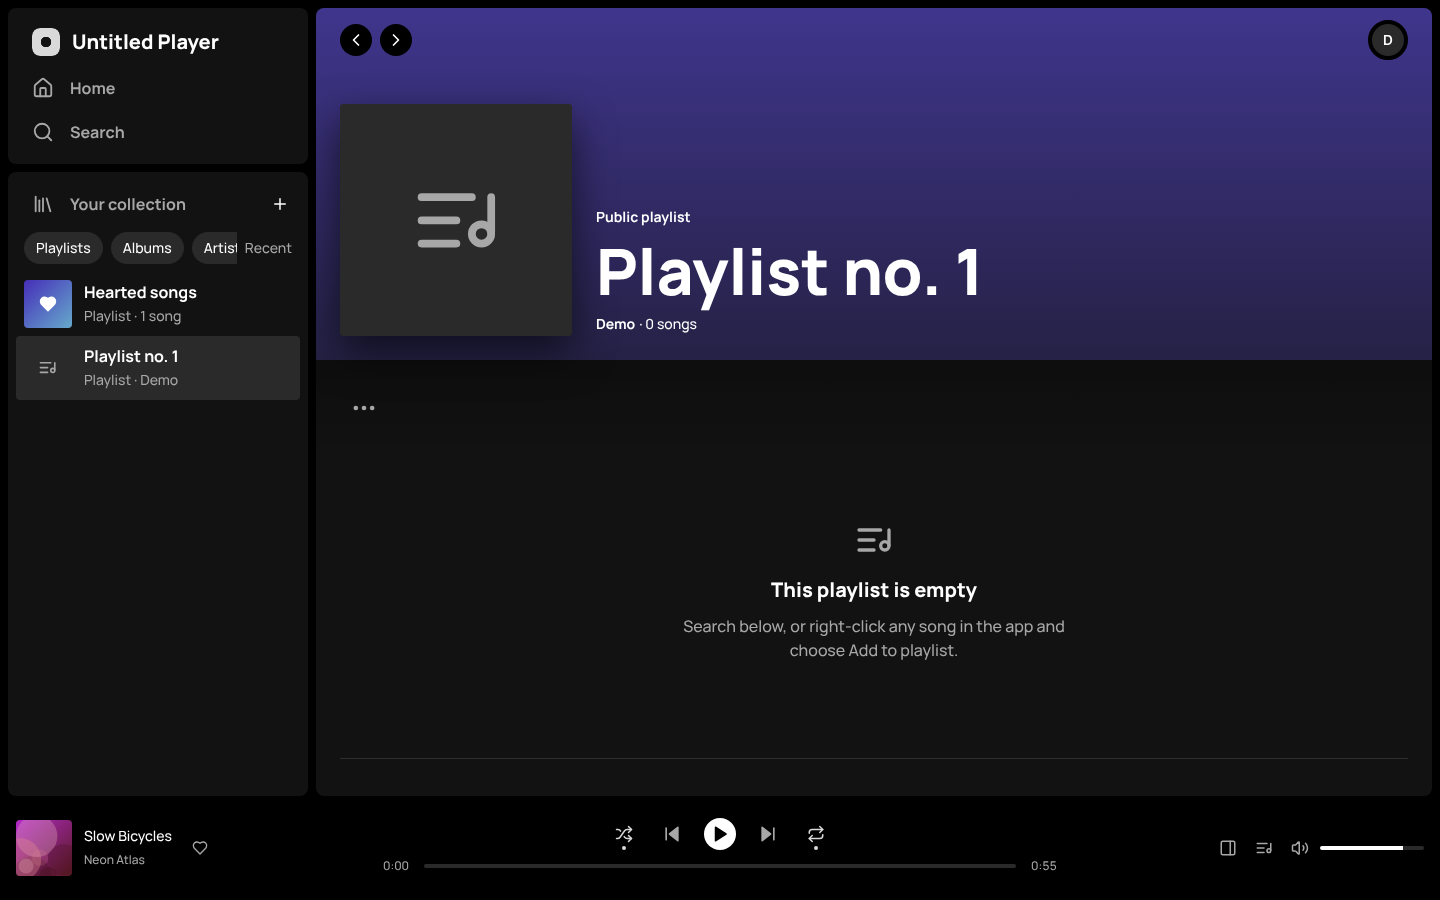 Untitled Player
Home
Search
Your collection
Playlists
Albums
Artist
Recent
Hearted songs
Playlist · 1 song
Playlist no. 1
Playlist · Demo
D
Public playlist
Playlist no. 1
Demo · 0 songs
This playlist is empty
Search below, or right-click any song in the app and
choose Add to playlist.
Slow Bicycles
Neon Atlas
0:00
0:55